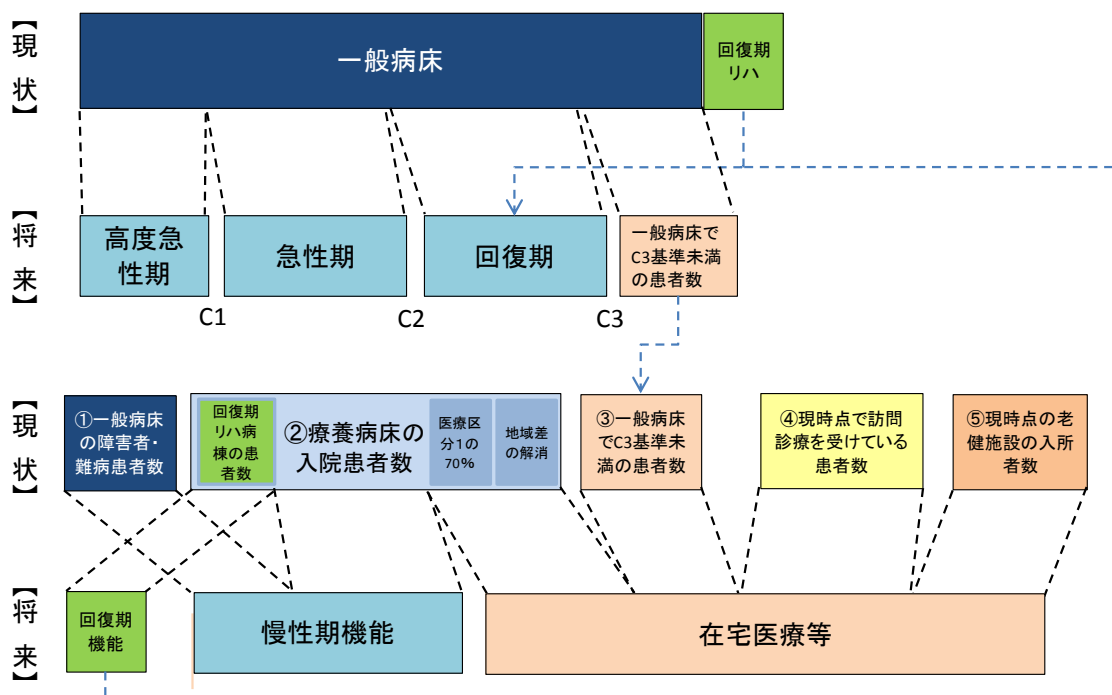 【現状】
一般病床
回復期
リハ
【将来】
高度急
性期
急性期
回復期
一般病床で
C3基準未満
の患者数
C1
C2
C3
【現状】
①一般病床
の障害者・
難病患者数
回復期
リハ病
棟の患
者数
②療養病床の
入院患者数
医療区
分1の
70%
地域差
の解消
③一般病床
でC3基準未
満の患者数
④現時点で訪問
診療を受けている
患者数
⑤現時点の老
健施設の入所
者数
【将来】
回復期
機能
慢性期機能
在宅医療等